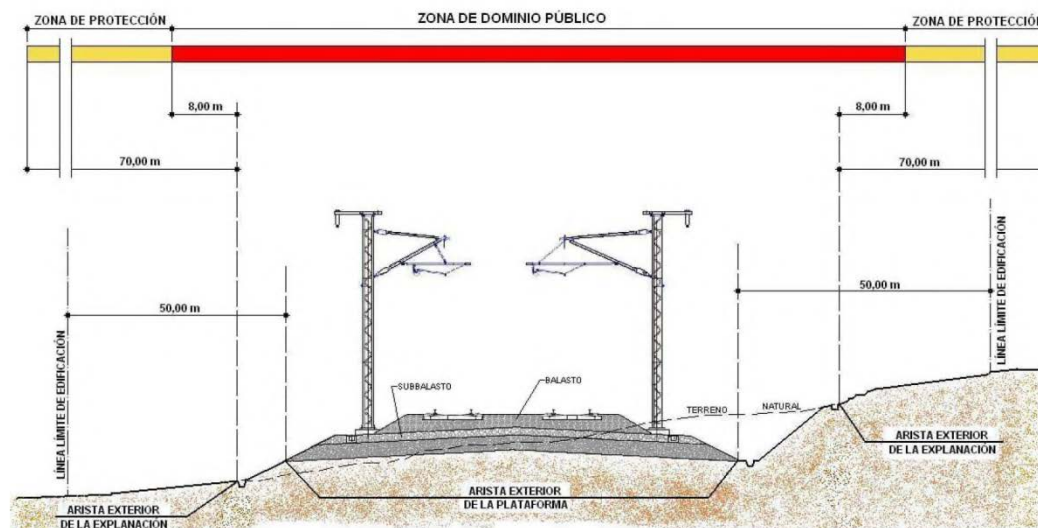 ZONA DE PROTECCIÓN
ZONA DE DOMINIO PÚBLICO
ZONA DE PROTECCIÓN
8,00 m
8,00 m
70,00 m
70,00 m
50,00 m
50,00 m
LÍNEA LÍMITE DE EDIFICACIÓN
LÍNEA LÍMITE DE EDIFICACIÓN
SUBBALASTO
BALASTO
TERRENO NATURAL
ARISTA EXTERIOR
DE LA EXPLANACIÓN
ARISTA EXTERIOR
DE LA PLATAFORMA
ARISTA EXTERIOR
DE LA EXPLANACIÓN